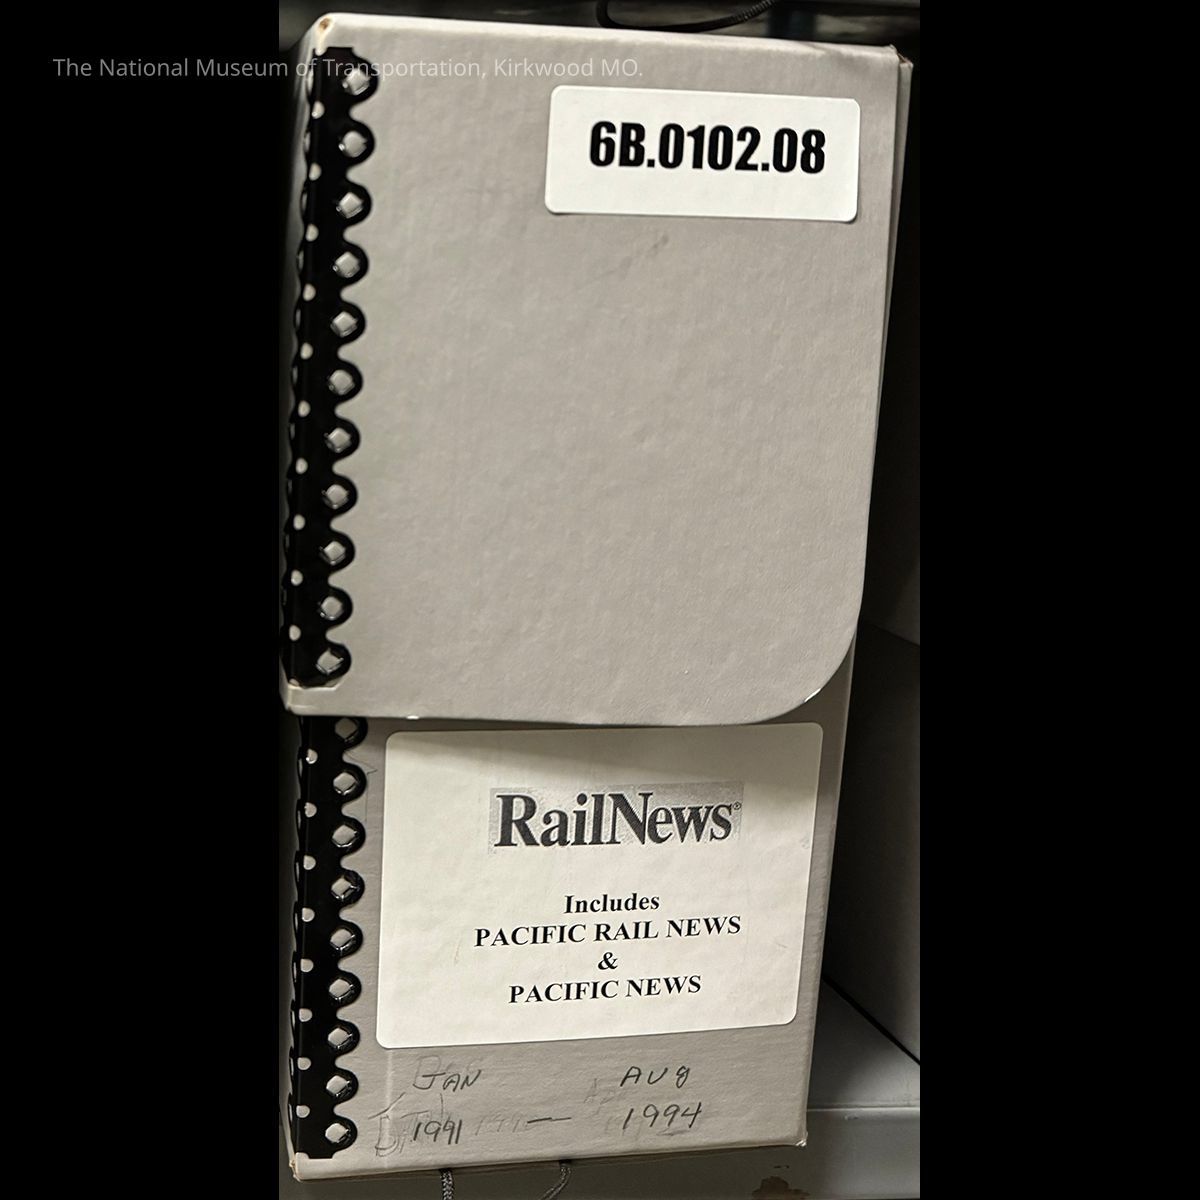 The National Museum of Transportation, Kirkwood MO.
6B.0102.08
RailNews®
Includes
PACIFIC RAIL NEWS
&
PACIFIC NEWS
JAN AUG
1991 — 1994